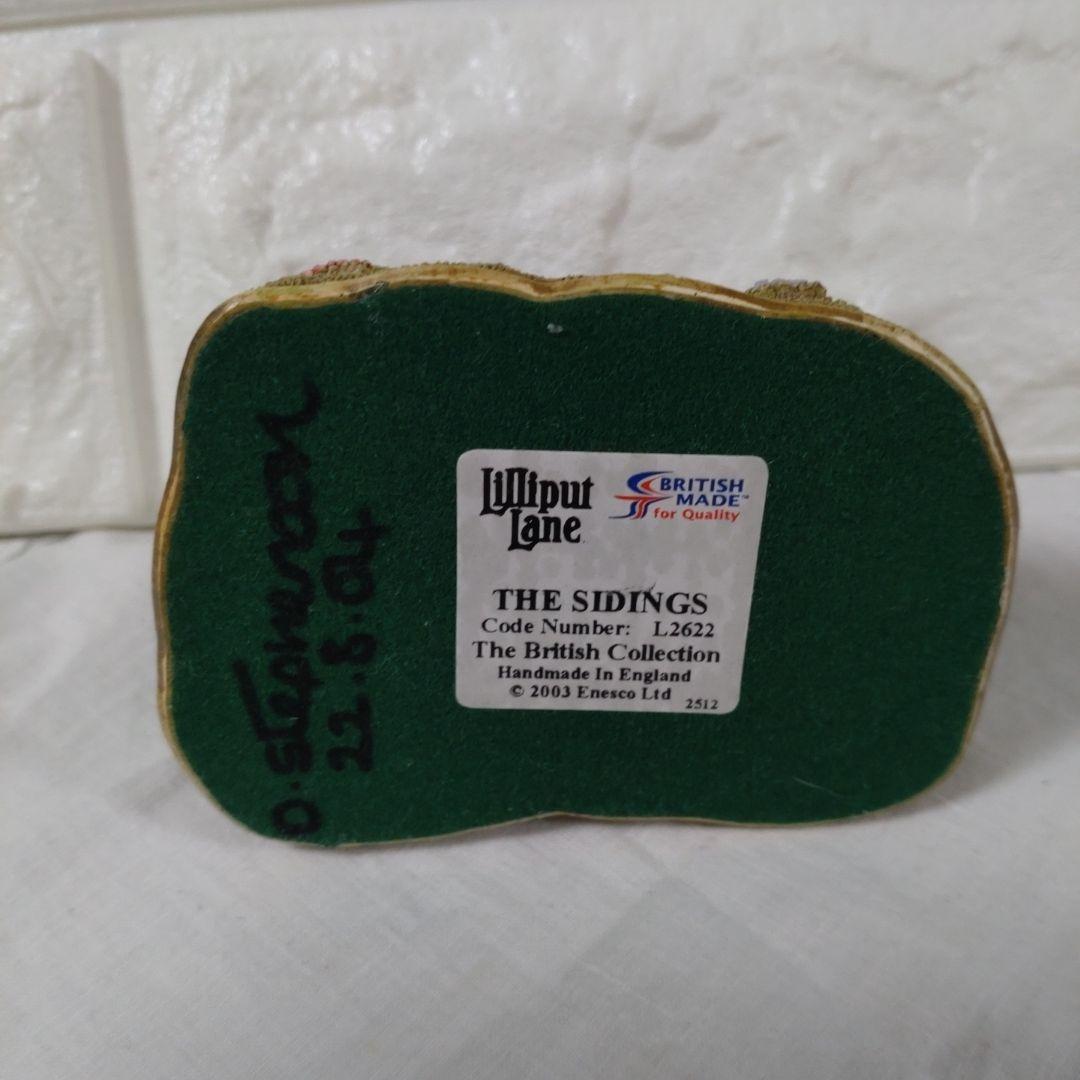 Lilliput
Lane
BRITISH
MADE™
for Quality
THE SIDINGS
Code Number: L2622
The British Collection
Handmade In England
© 2003 Enesco Ltd
2512
D. Stephenson
22.8.04